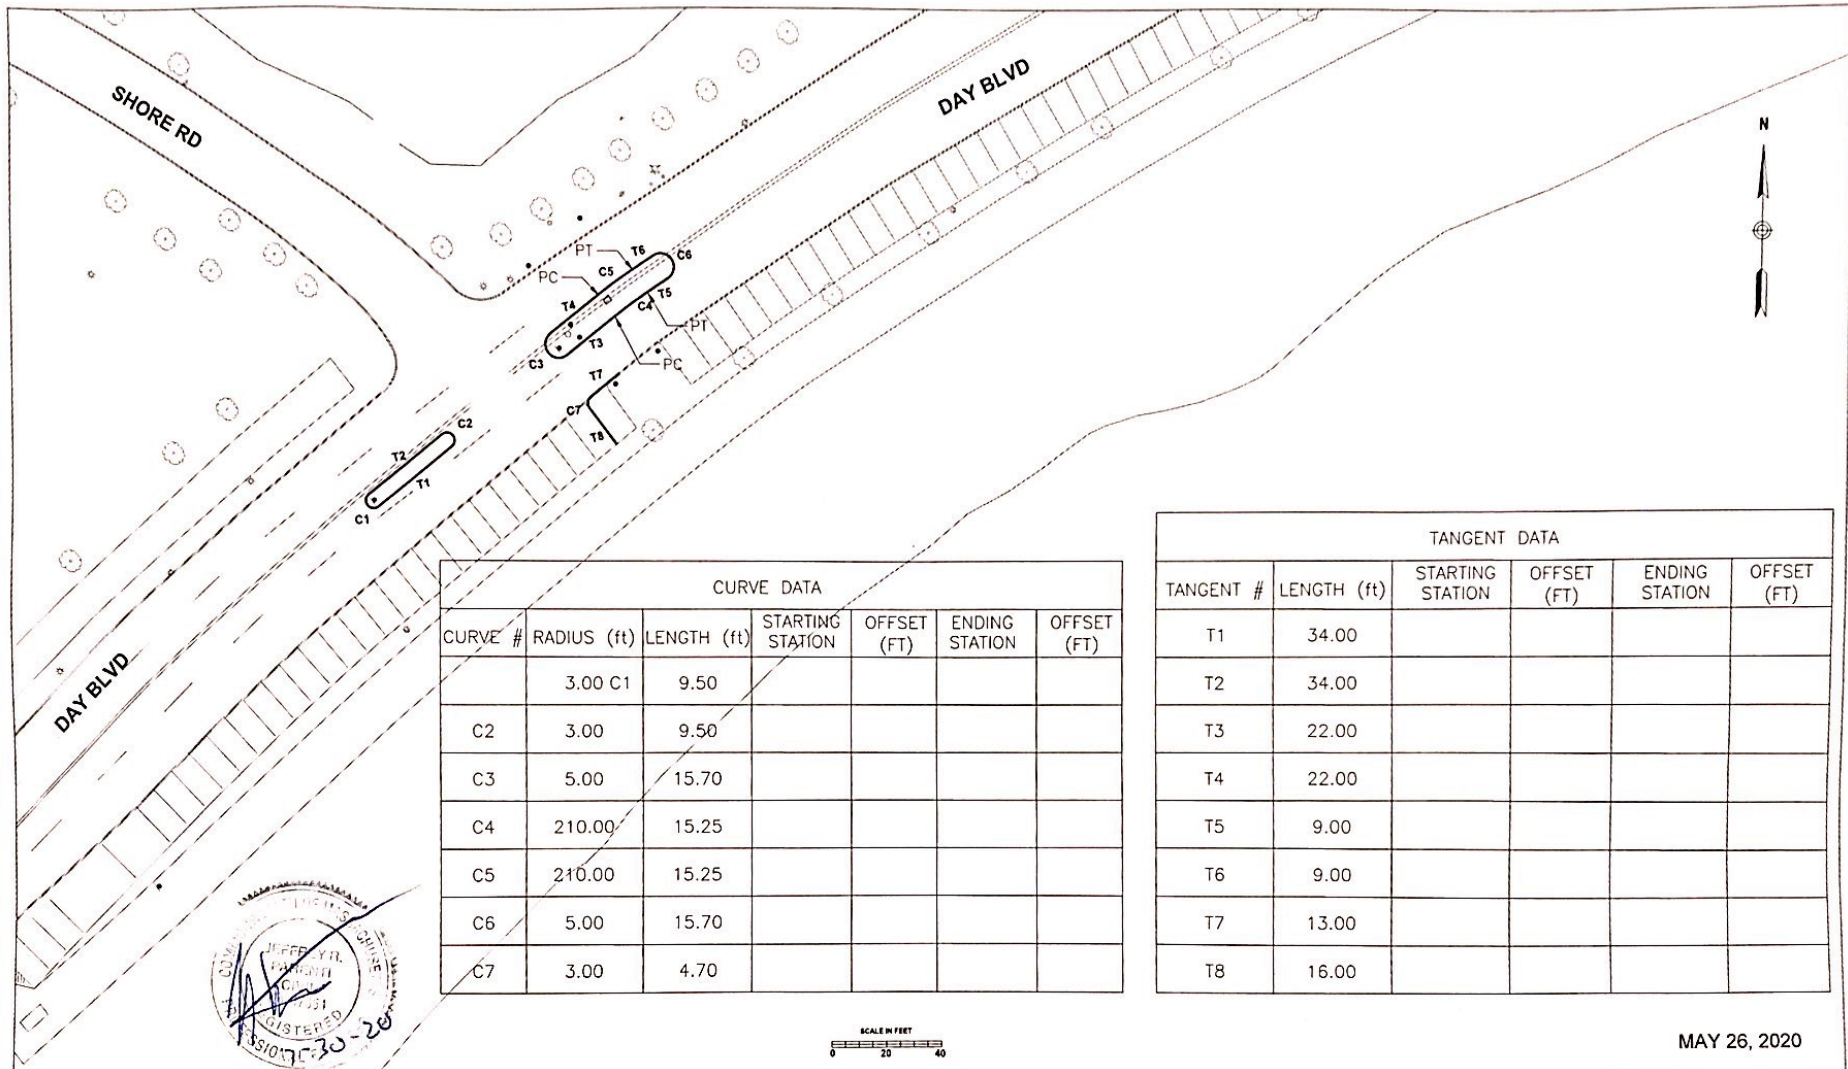 SHORE RD
DAY BLVD
N
PT
T6
C6
C5
PC
T4
T5
C4
PT
T3
C3
PC
T7
C7
T8
C2
T2
T1
C1
DAY BLVD
CURVE DATA
CURVE # RADIUS (ft) LENGTH (ft) STARTING STATION OFFSET (FT) ENDING STATION OFFSET (FT)
3.00 C1 9.50
C2 3.00 9.50
C3 5.00 15.70
C4 210.00 15.25
C5 210.00 15.25
C6 5.00 15.70
C7 3.00 4.70
TANGENT DATA
TANGENT # LENGTH (ft) STARTING STATION OFFSET (FT) ENDING STATION OFFSET (FT)
T1 34.00
T2 34.00
T3 22.00
T4 22.00
T5 9.00
T6 9.00
T7 13.00
T8 16.00
JEFFREY R.
PARENTI
REGISTERED
SCALE IN FEET
0 20 40
MAY 26, 2020